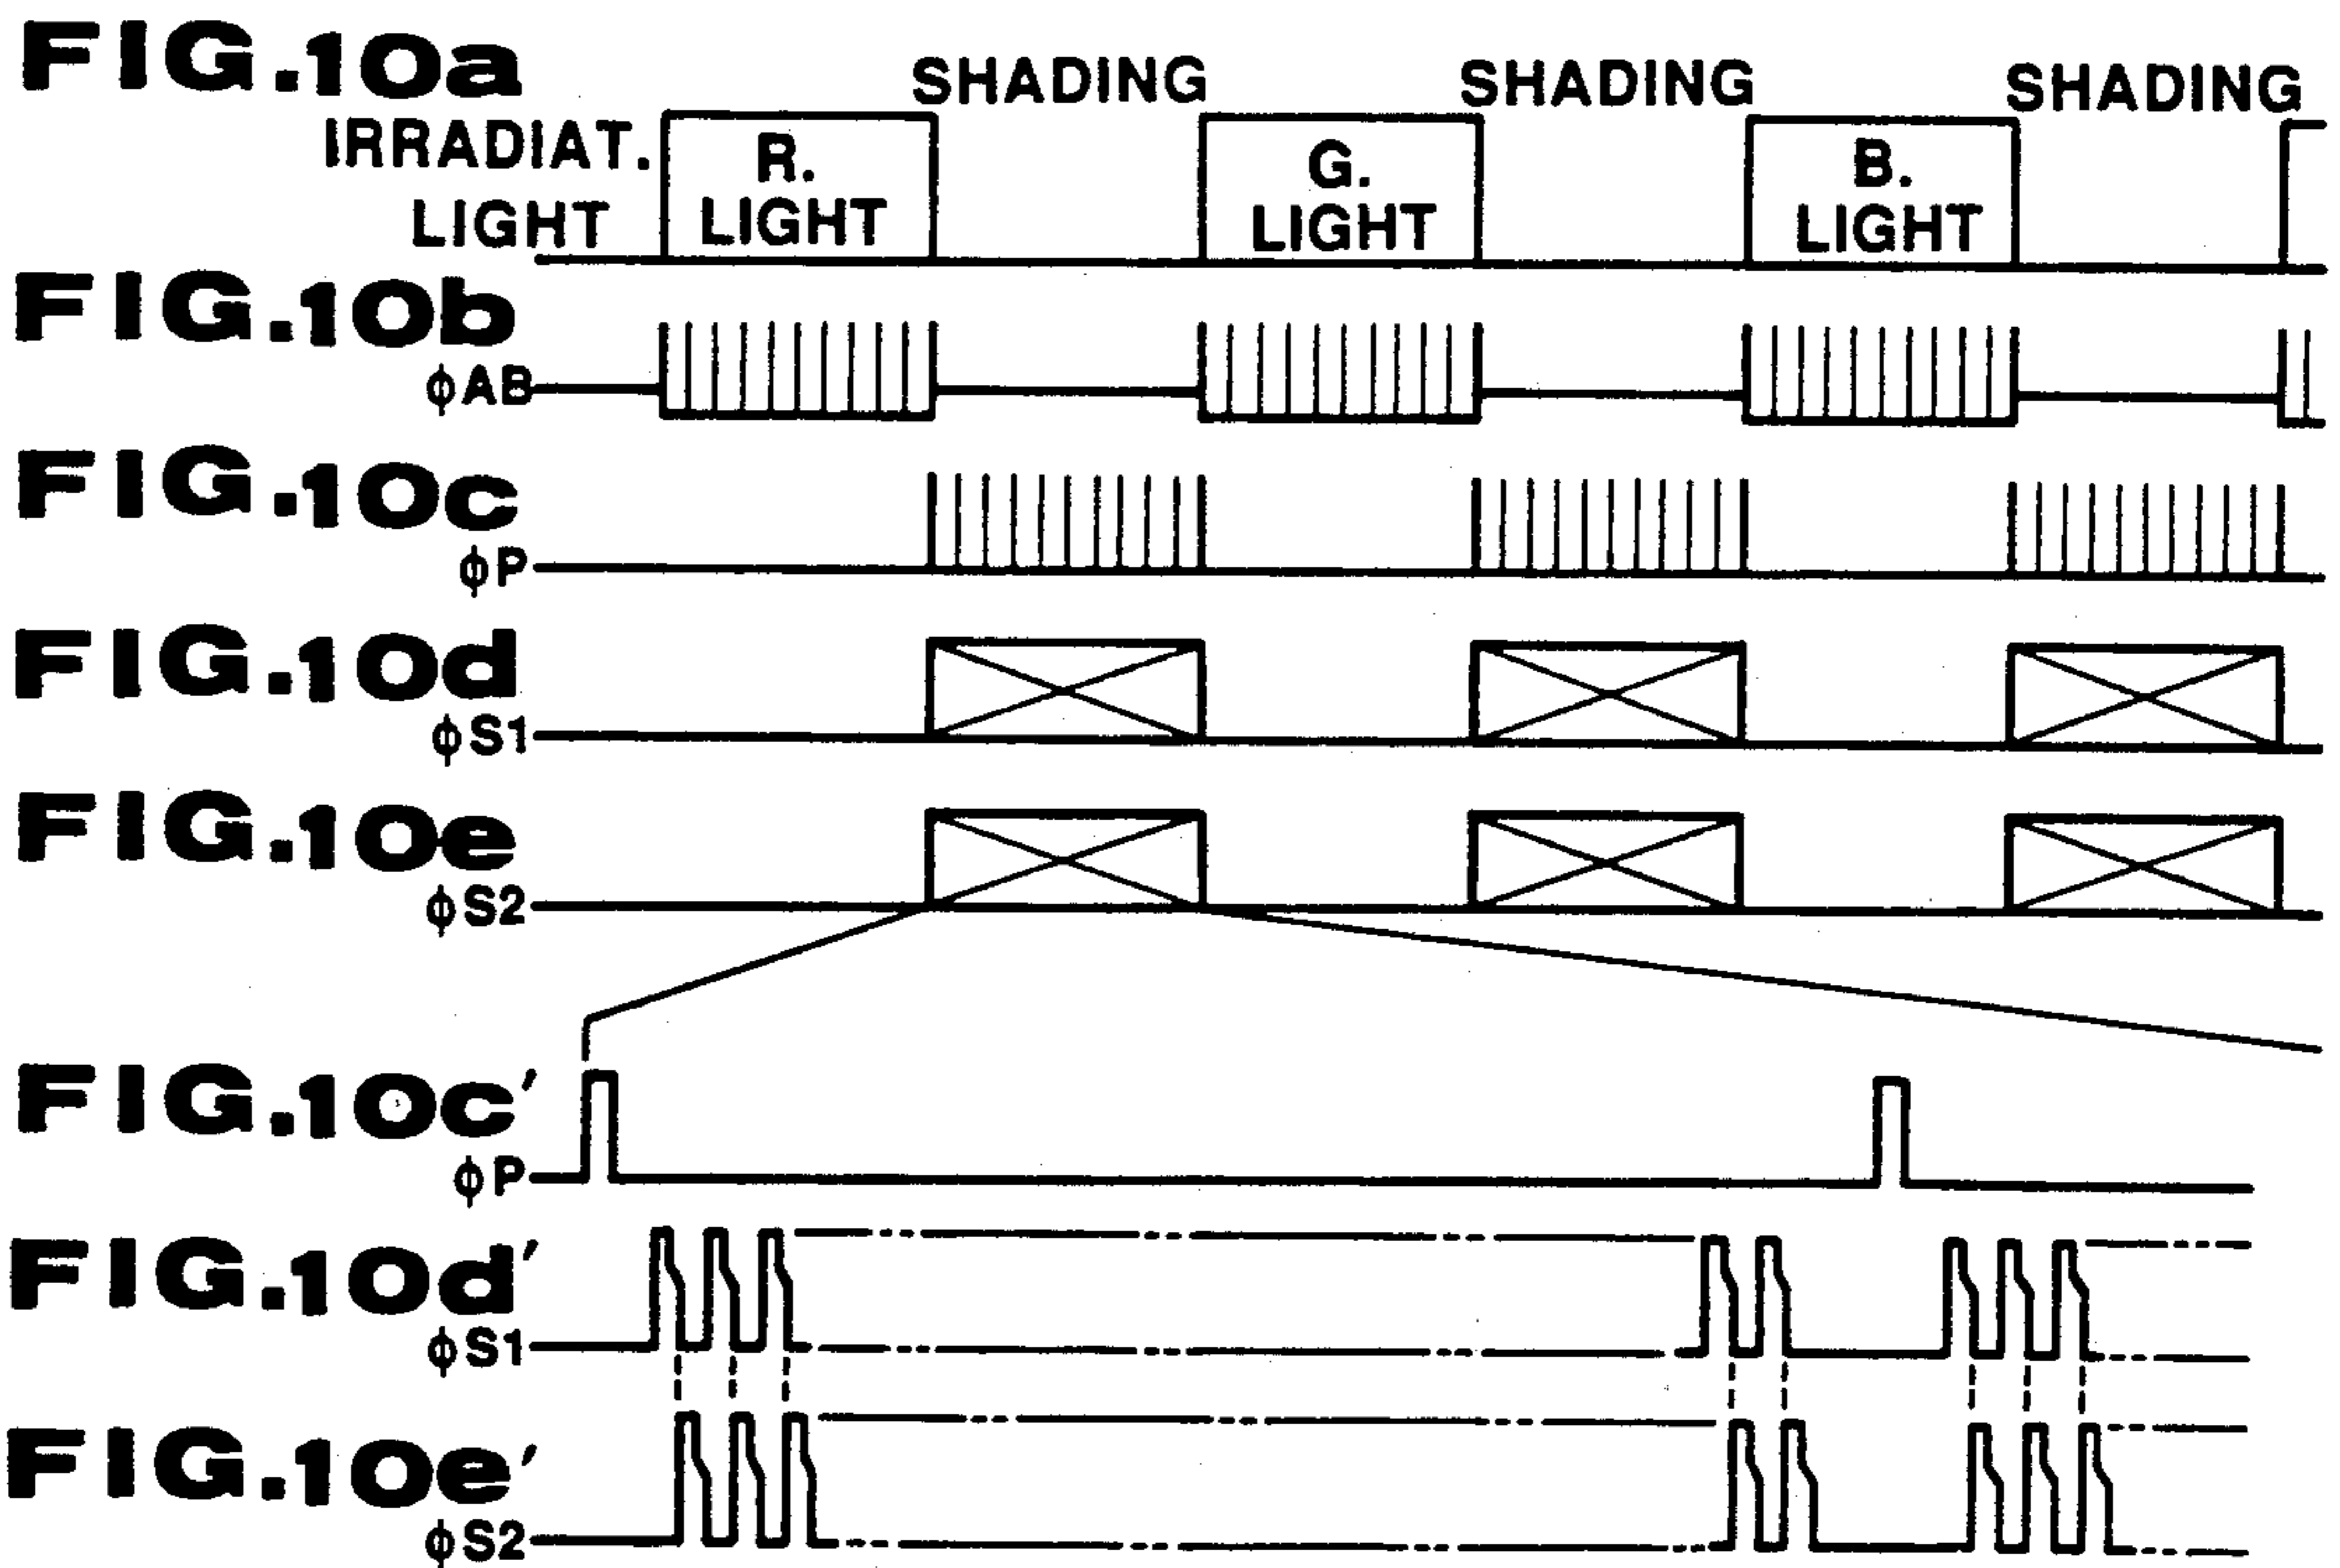 FIG.10a
SHADING SHADING SHADING
IRRADIAT.
LIGHT
R.
LIGHT
G.
LIGHT
B.
LIGHT
FIG.10b
ϕAB
FIG.10c
ϕP
FIG.10d
ϕS1
FIG.10e
ϕS2
FIG.10c′
ϕP
FIG.10d′
ϕS1
FIG.10e′
ϕS2